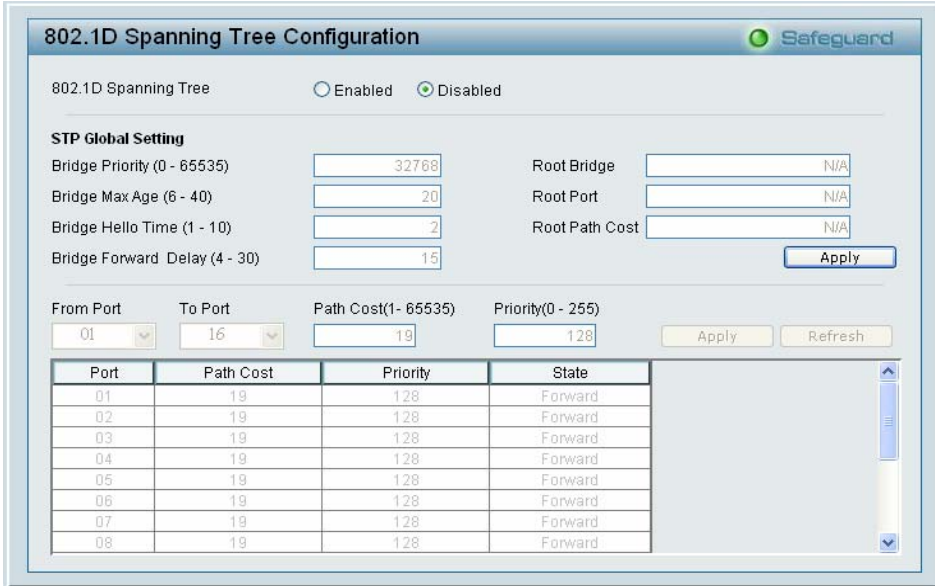 802.1D Spanning Tree Configuration Safeguard
802.1D Spanning Tree Enabled Disabled
STP Global Setting
Bridge Priority (0 - 65535) 32768 Root Bridge N/A
Bridge Max Age (6 - 40) 20 Root Port N/A
Bridge Hello Time (1 - 10) 2 Root Path Cost N/A
Bridge Forward Delay (4 - 30) 15 Apply
From Port To Port Path Cost(1- 65535) Priority(0 - 255)
01 16 19 128 Apply Refresh
Port Path Cost Priority State
01 19 128 Forward
02 19 128 Forward
03 19 128 Forward
04 19 128 Forward
05 19 128 Forward
06 19 128 Forward
07 19 128 Forward
08 19 128 Forward